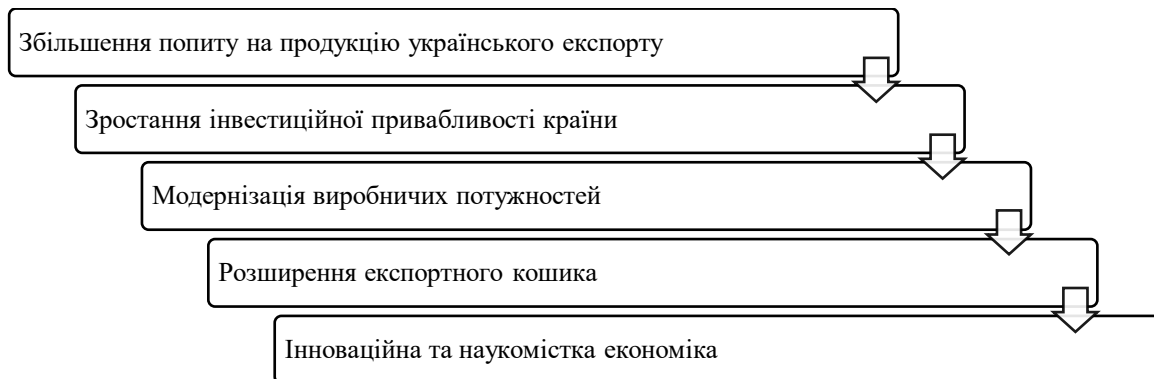 Збільшення попиту на продукцію українського експорту
Зростання інвестиційної привабливості країни
Модернізація виробничих потужностей
Розширення експортного кошика
Інноваційна та наукомістка економіка